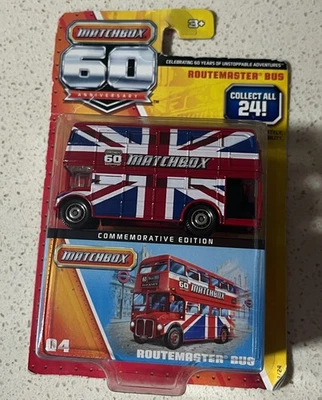 MATCHBOX
60
ANNIVERSARY
3+
CELEBRATING 60 YEARS OF UNSTOPPABLE ADVENTURES™
ROUTEMASTER® BUS
COLLECT ALL
24!
60 MATCHBOX
COMMEMORATIVE EDITION
MATCHBOX
60 MATCHBOX
04
ROUTEMASTER® BUS